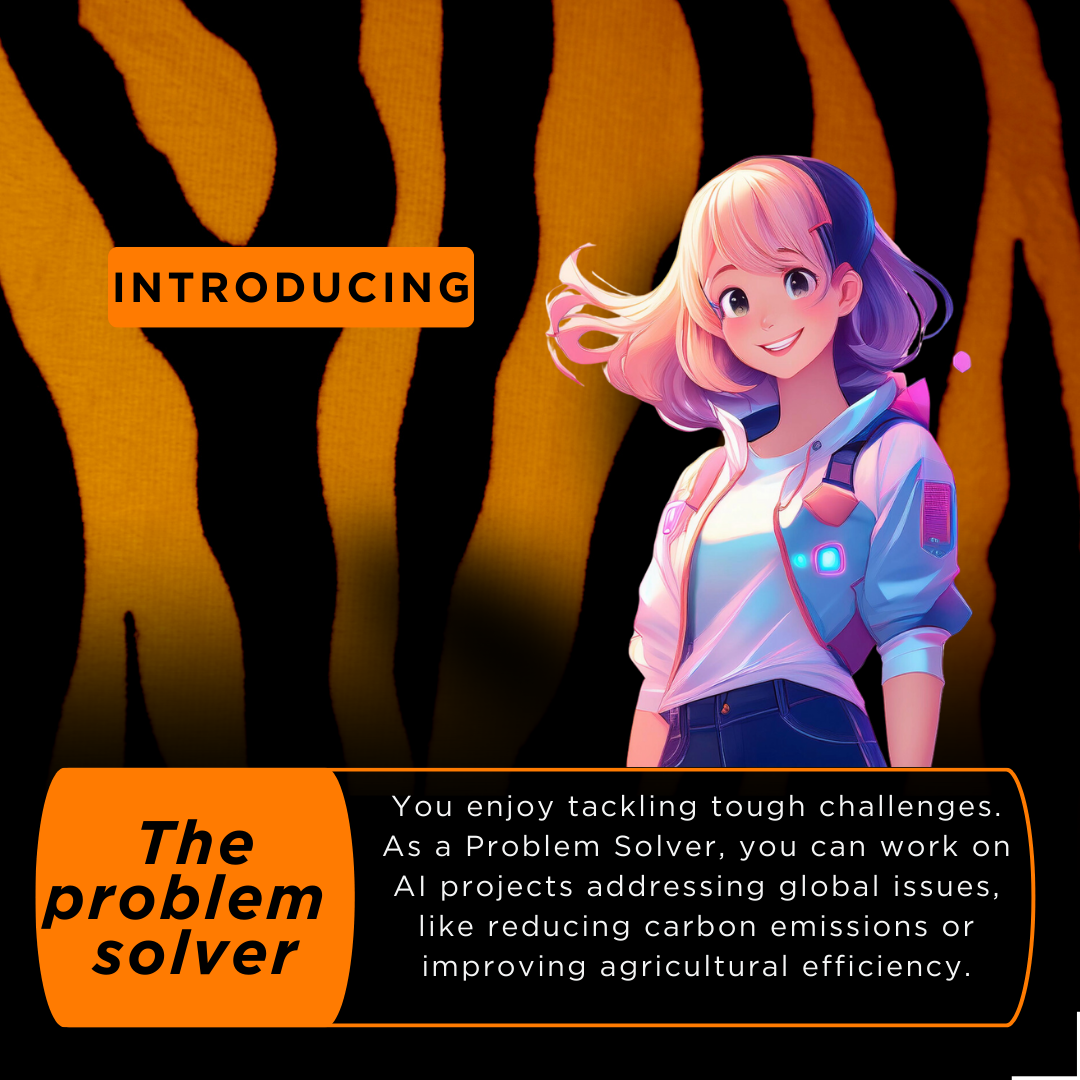 INTRODUCING
The
problem
solver
You enjoy tackling tough challenges.
As a Problem Solver, you can work on
AI projects addressing global issues,
like reducing carbon emissions or
improving agricultural efficiency.